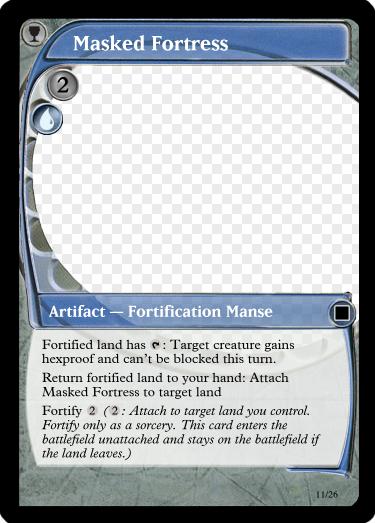 Masked Fortress
2
Artifact — Fortification Manse
Fortified land has : Target creature gains
hexproof and can't be blocked this turn.
Return fortified land to your hand: Attach
Masked Fortress to target land
Fortify 2 (2: Attach to target land you control.
Fortify only as a sorcery. This card enters the
battlefield unattached and stays on the battlefield if
the land leaves.)
11/26